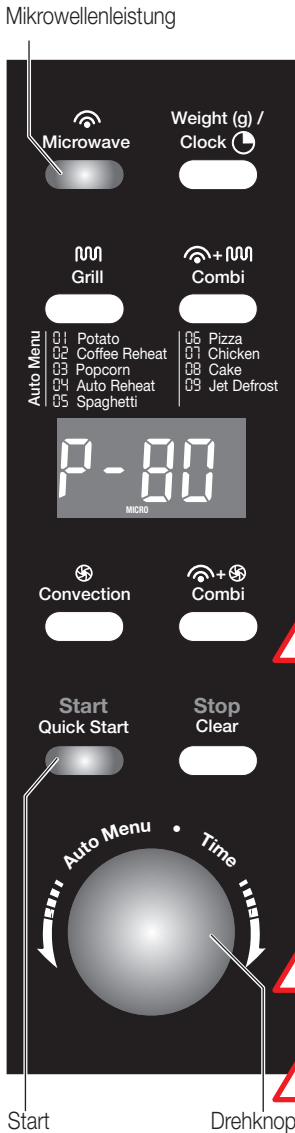 Mikrowellenleistung
Microwave
Weight (g) /
Clock
Grill
+
Combi
Auto Menu
01 Potato
02 Coffee Reheat
03 Popcorn
04 Auto Reheat
05 Spaghetti
06 Pizza
07 Chicken
08 Cake
09 Jet Defrost
P-80
MICRO
Convection
+
Combi
Start
Quick Start
Stop
Clear
Auto Menu • Time
Start
Drehknop